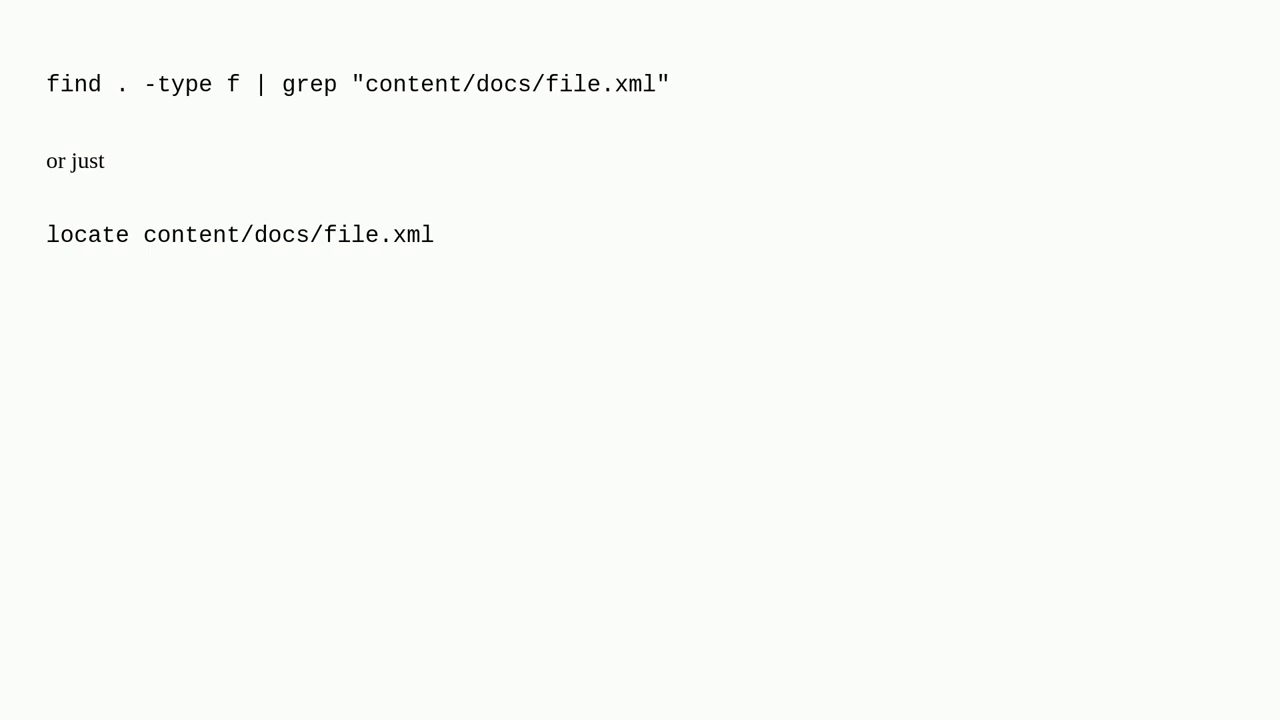 find . -type f | grep "content/docs/file.xml"
or just
locate content/docs/file.xml